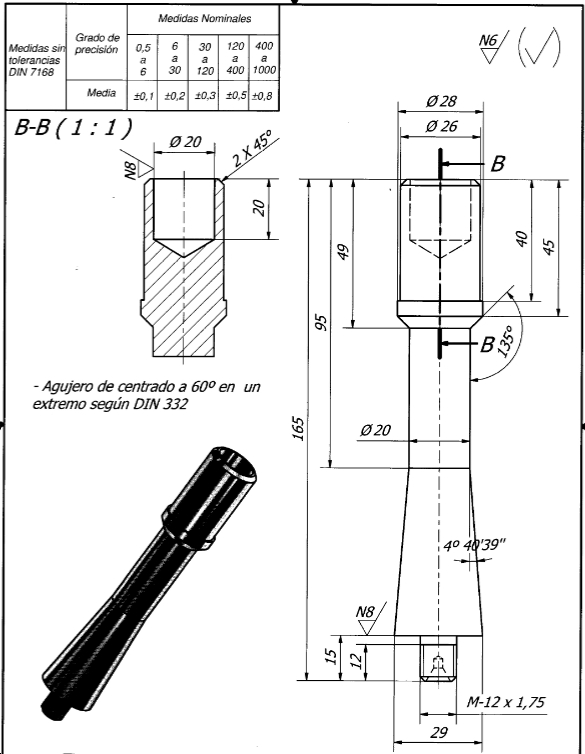 Medidas Nominales
Medidas sin tolerancias DIN 7168
Grado de precisión
0,5 a 6
6 a 30
30 a 120
120 a 400
400 a 1000
Media
±0,1
±0,2
±0,3
±0,5
±0,8
N6
B-B ( 1 : 1 )
Ø 20
2 X 45º
N8
20
Ø 28
Ø 26
B
49
40
45
95
165
B
135º
- Agujero de centrado a 60º en un
extremo según DIN 332
Ø 20
4º 40'39"
N8
15
12
M-12 x 1,75
29